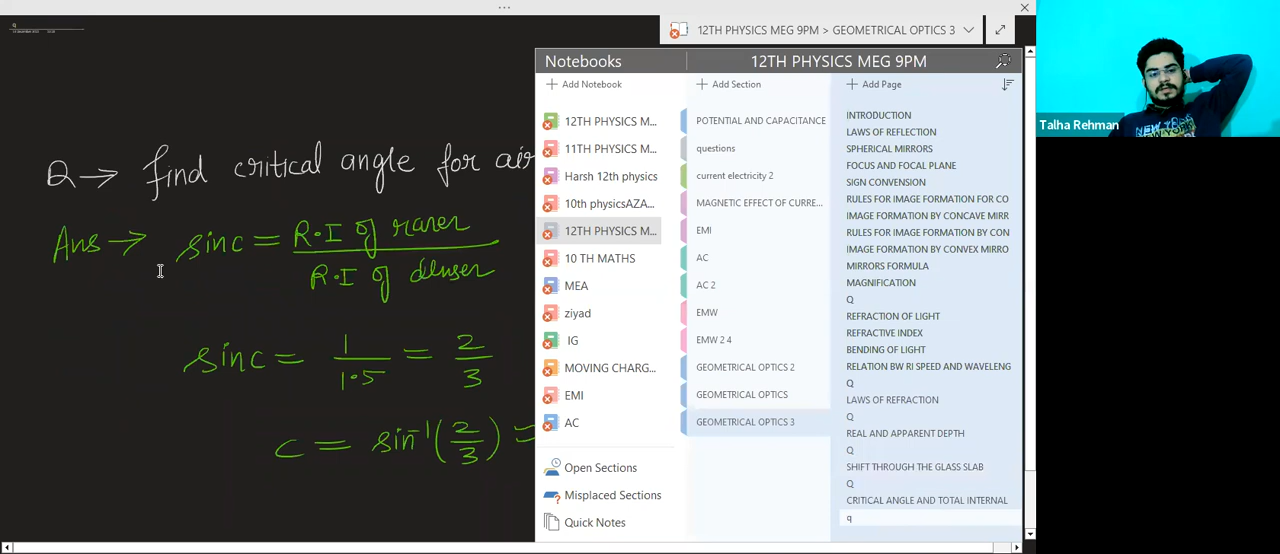 q
12TH PHYSICS MEG 9PM > GEOMETRICAL OPTICS 3
Talha Rehman
Notebooks
12TH PHYSICS MEG 9PM
+ Add Notebook
+ Add Section
+ Add Page
12TH PHYSICS M...
11TH PHYSICS M...
Harsh 12th physics
10th physicsAZA...
12TH PHYSICS M...
10 TH MATHS
MEA
ziyad
IG
MOVING CHARG...
EMI
AC
Open Sections
Misplaced Sections
Quick Notes
POTENTIAL AND CAPACITANCE
questions
current electricity 2
MAGNETIC EFFECT OF CURRE...
EMI
AC
AC 2
EMW
EMW 2 4
GEOMETRICAL OPTICS 2
GEOMETRICAL OPTICS
GEOMETRICAL OPTICS 3
INTRODUCTION
LAWS OF REFLECTION
SPHERICAL MIRRORS
FOCUS AND FOCAL PLANE
SIGN CONVENSION
RULES FOR IMAGE FORMATION FOR CO
IMAGE FORMATION BY CONCAVE MIRR
RULES FOR IMAGE FORMATION BY CON
IMAGE FORMATION BY CONVEX MIRRO
MIRRORS FORMULA
MAGNIFICATION
Q
REFRACTION OF LIGHT
REFRACTIVE INDEX
BENDING OF LIGHT
RELATION BW RI SPEED AND WAVELENG
Q
LAWS OF REFRACTION
Q
REAL AND APPARENT DEPTH
Q
SHIFT THROUGH THE GLASS SLAB
Q
CRITICAL ANGLE AND TOTAL INTERNAL
q
Q → find critical angle for air
Ans → sinc = R.I of rarer / R.I of denser
sinc = 1 / 1.5 = 2 / 3
c = sin⁻¹(2/3) =